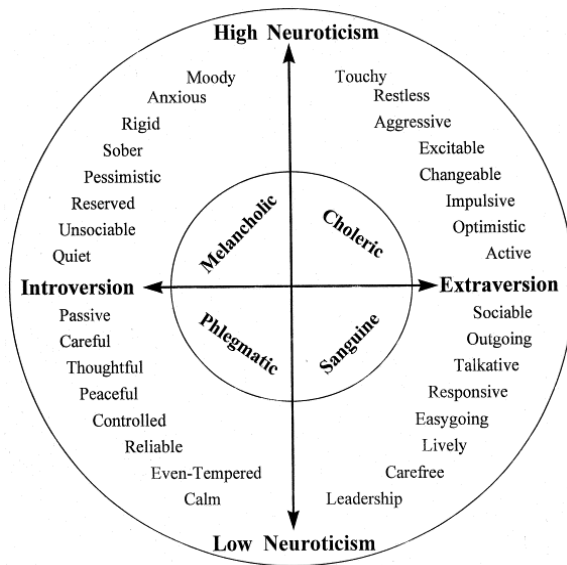 High Neuroticism
Moody
Anxious
Rigid
Sober
Pessimistic
Reserved
Unsociable
Quiet
Touchy
Restless
Aggressive
Excitable
Changeable
Impulsive
Optimistic
Active
Melancholic
Choleric
Introversion
Extraversion
Phlegmatic
Sanguine
Passive
Careful
Thoughtful
Peaceful
Controlled
Reliable
Even-Tempered
Calm
Sociable
Outgoing
Talkative
Responsive
Easygoing
Lively
Carefree
Leadership
Low Neuroticism